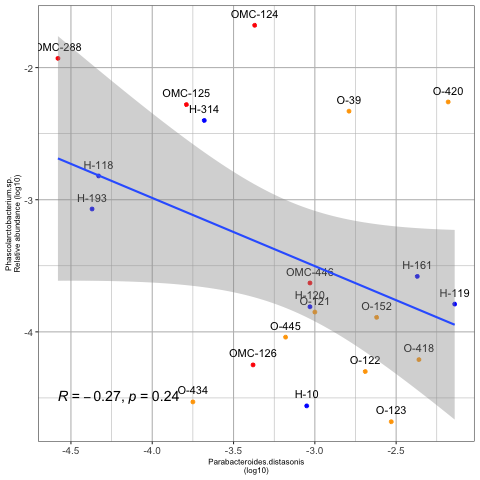 OMC-124
OMC-288
O-420
OMC-125
O-39
H-314
H-118
H-193
OMC-446
H-161
H-120
H-119
O-121
O-152
O-445
OMC-126
O-418
O-122
O-434
R = −0.27, p = 0.24
H-10
O-123
-2
-3
-4
-4.5
-4.0
-3.5
-3.0
-2.5
Phascolarctobacterium.sp.
Relative abundance (log10)
Parabacteroides.distasonis
(log10)